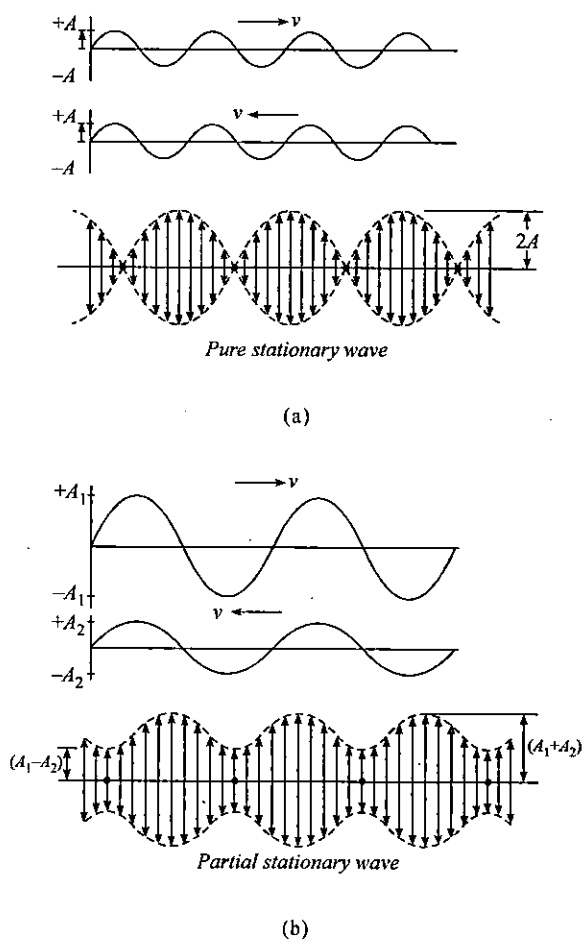 +A
v
−A
+A
v
−A
2A
Pure stationary wave
(a)
+A₁
v
−A₁
+A₂
v
−A₂
(A₁−A₂)
(A₁+A₂)
Partial stationary wave
(b)